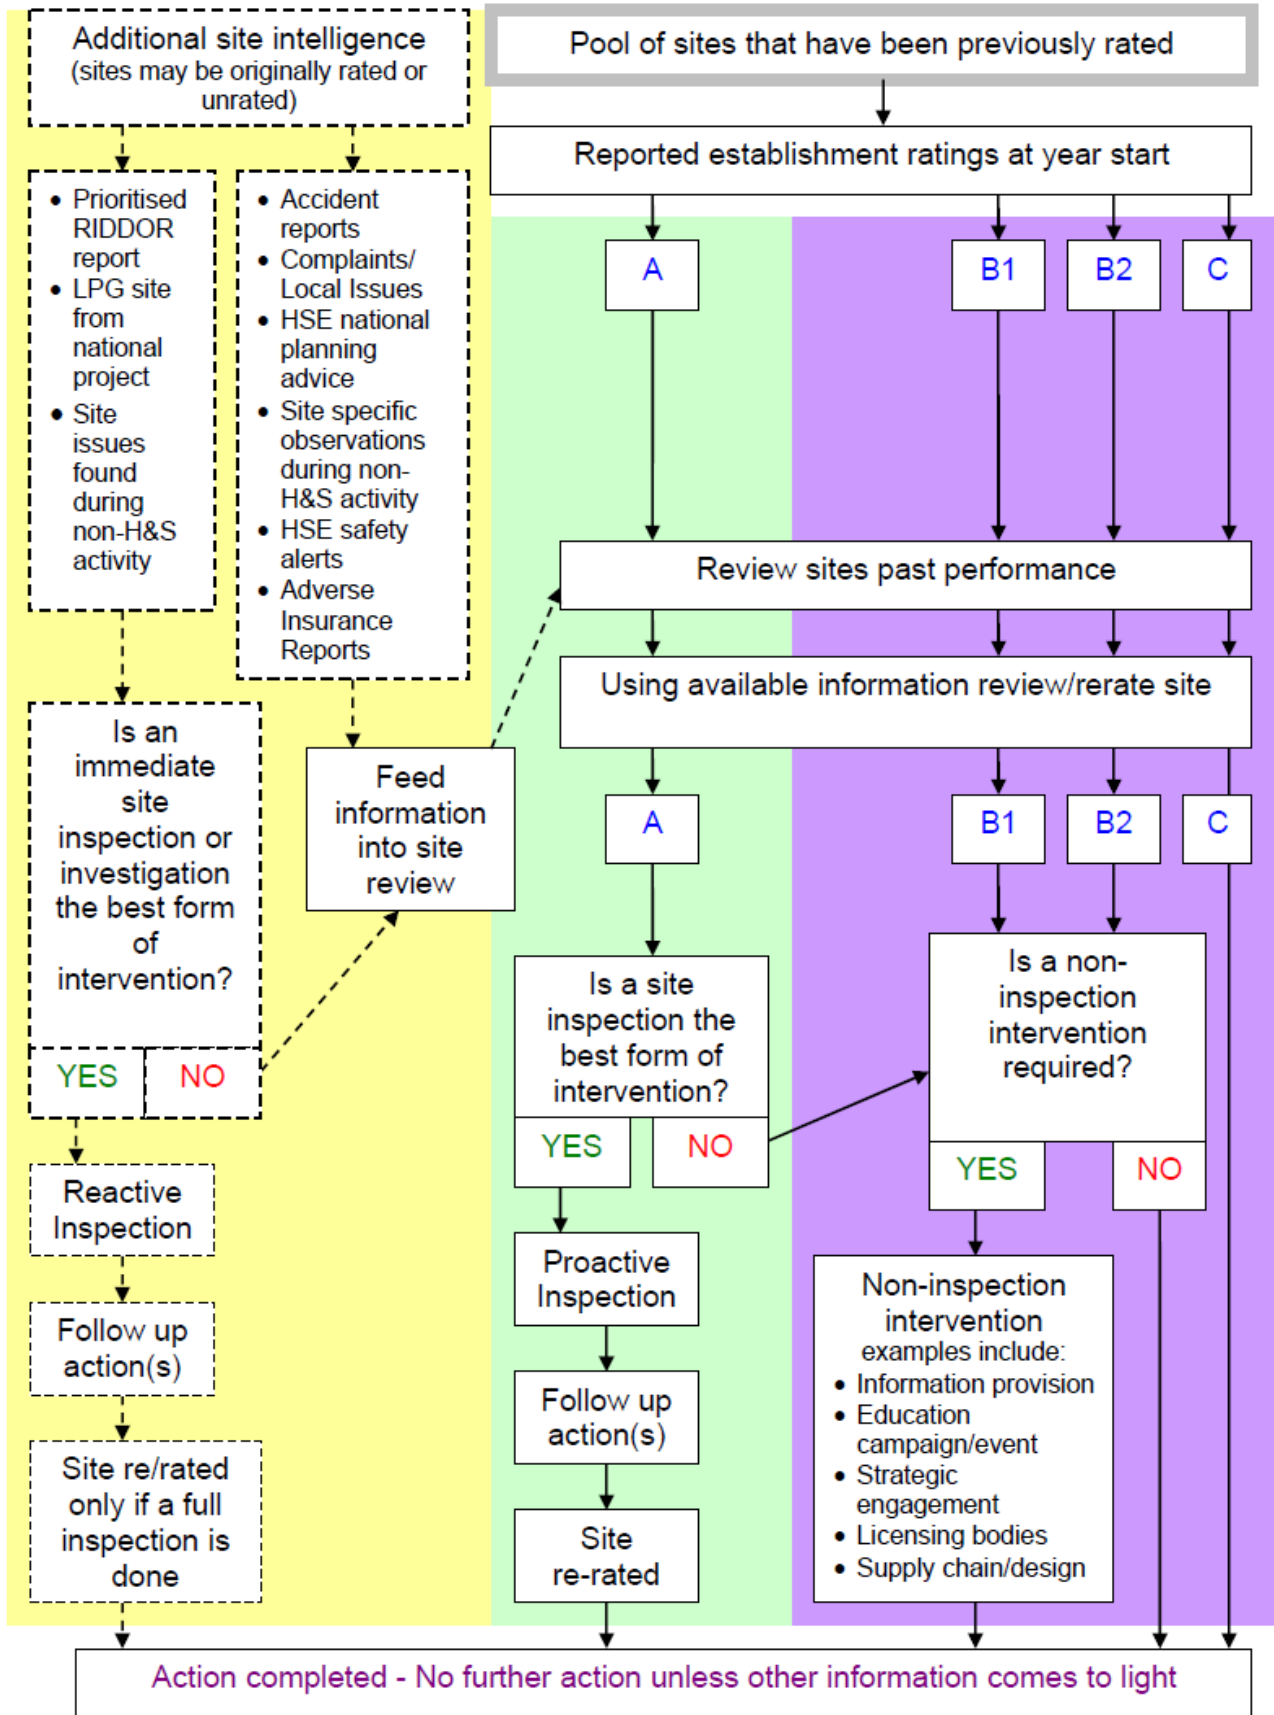 Additional site intelligence
(sites may be originally rated or
unrated)
Pool of sites that have been previously rated
Reported establishment ratings at year start
• Prioritised
RIDDOR
report
• LPG site
from
national
project
• Site
issues
found
during
non-H&S
activity
• Accident
reports
• Complaints/
Local Issues
• HSE national
planning
advice
• Site specific
observations
during non-
H&S activity
• HSE safety
alerts
• Adverse
Insurance
Reports
A
B1
B2
C
Review sites past performance
Using available information review/rerate site
Is an
immediate
site
inspection or
investigation
the best form
of
intervention?
YES
NO
Feed
information
into site
review
A
B1
B2
C
Is a site
inspection the
best form of
intervention?
YES
NO
Is a non-
inspection
intervention
required?
YES
NO
Reactive
Inspection
Follow up
action(s)
Site re/rated
only if a full
inspection is
done
Proactive
Inspection
Follow up
action(s)
Site
re-rated
Non-inspection
intervention
examples include:
• Information provision
• Education
campaign/event
• Strategic
engagement
• Licensing bodies
• Supply chain/design
Action completed - No further action unless other information comes to light